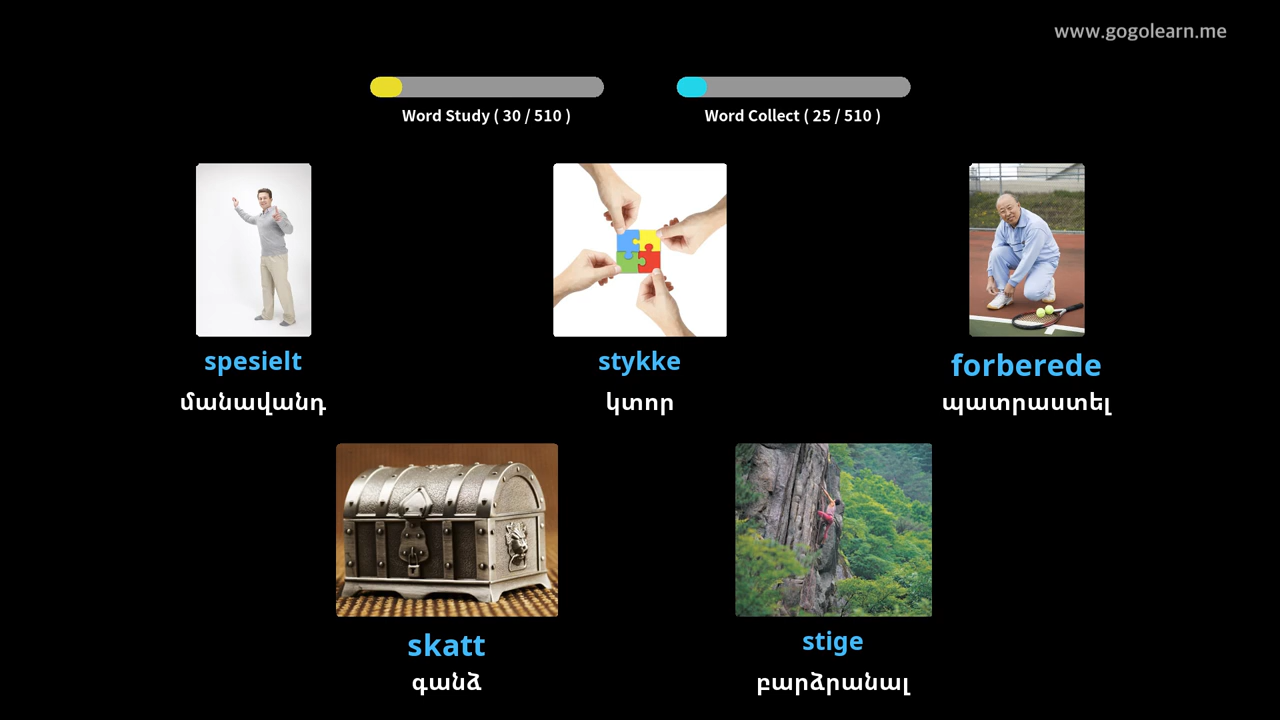 www.gogolearn.me
Word Study ( 30 / 510 )
Word Collect ( 25 / 510 )
spesielt
stykke
forberede
մանավանդ
կտոր
պատրաստել
skatt
stige
գանձ
բարձրանալ